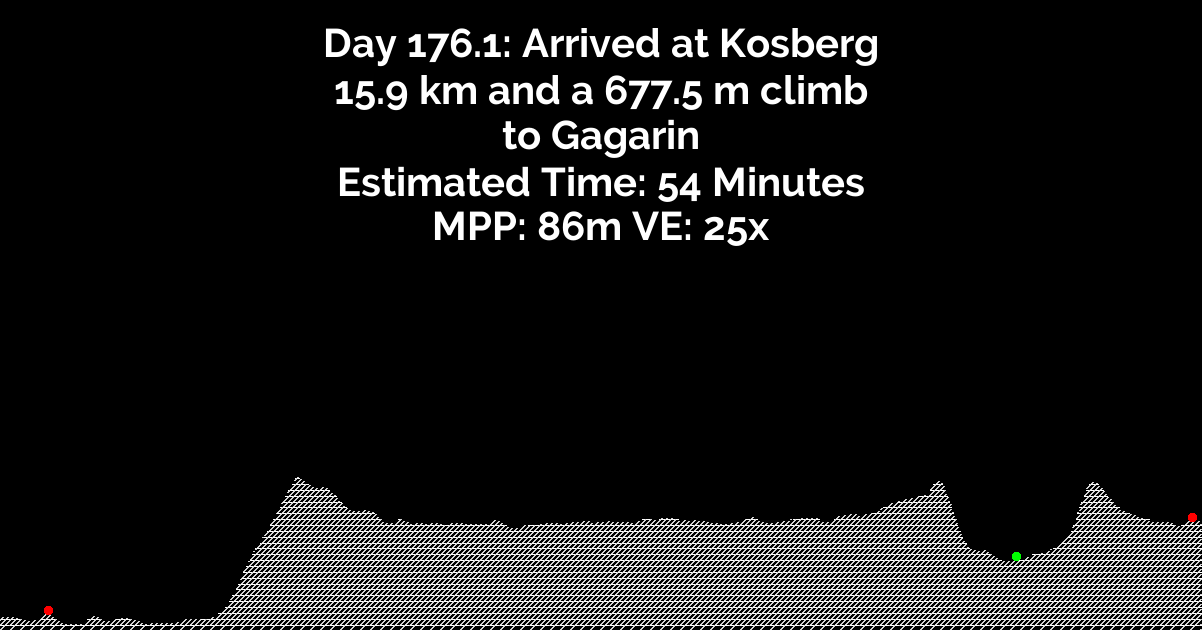 Day 176.1: Arrived at Kosberg
15.9 km and a 677.5 m climb
to Gagarin
Estimated Time: 54 Minutes
MPP: 86m VE: 25x